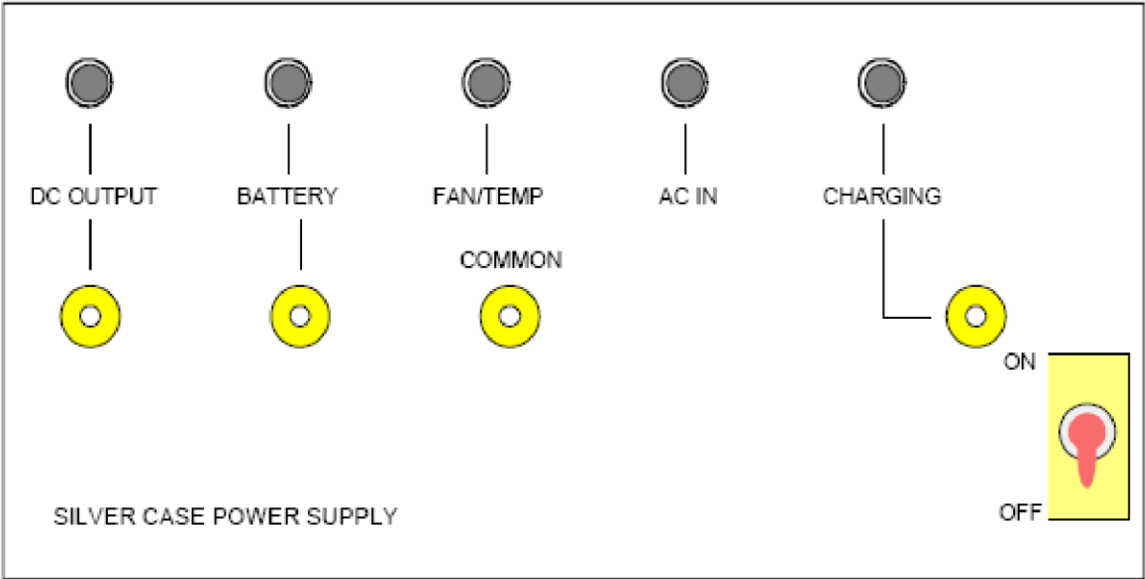 DC OUTPUT
BATTERY
FAN/TEMP
AC IN
CHARGING
COMMON
ON
OFF
SILVER CASE POWER SUPPLY